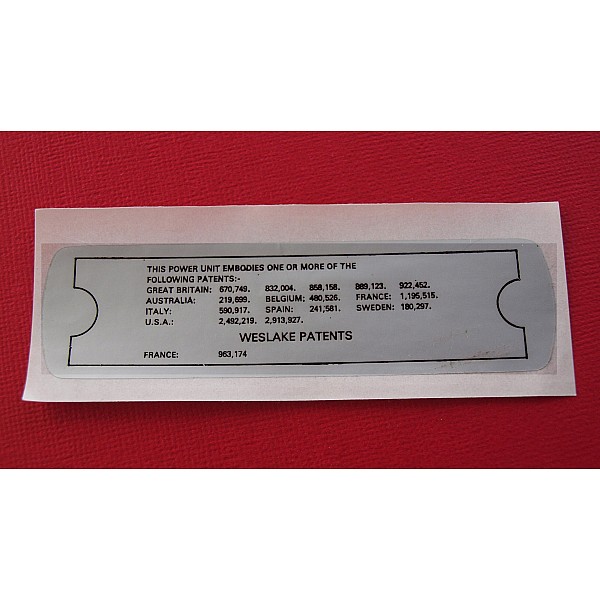 THIS POWER UNIT EMBODIES ONE OR MORE OF THE
FOLLOWING PATENTS:-
GREAT BRITAIN: 670,749. 832,004. 858,158. 889,123. 922,452.
AUSTRALIA: 219,699. BELGIUM; 480,526. FRANCE: 1,195,515.
ITALY: 590,917. SPAIN: 241,581. SWEDEN: 180,297.
U.S.A.: 2,492,219. 2,913,927.
WESLAKE PATENTS
FRANCE: 963,174